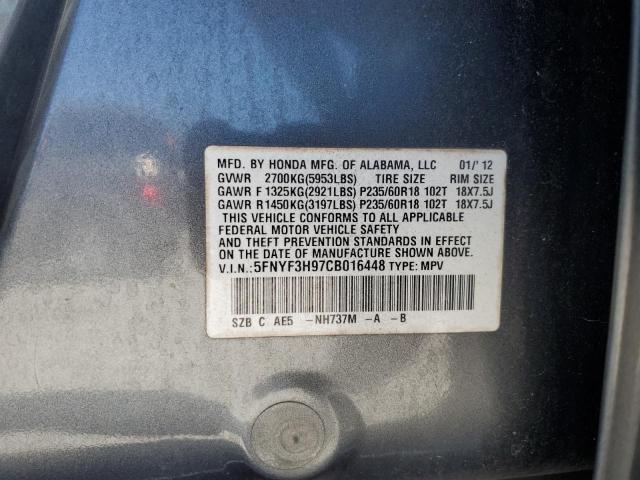 MFD. BY HONDA MFG. OF ALABAMA, LLC 01/'12
GVWR 2700KG(5953LBS) TIRE SIZE RIM SIZE
GAWR F 1325KG(2921LBS) P235/60R18 102T 18X7.5J
GAWR R1450KG(3197LBS) P235/60R18 102T 18X7.5J
THIS VEHICLE CONFORMS TO ALL APPLICABLE
FEDERAL MOTOR VEHICLE SAFETY
AND THEFT PREVENTION STANDARDS IN EFFECT
ON THE DATE OF MANUFACTURE SHOWN ABOVE.
V.I.N.: 5FNYF3H97CB016448 TYPE: MPV
SZB C AE5 -NH737M -A -B